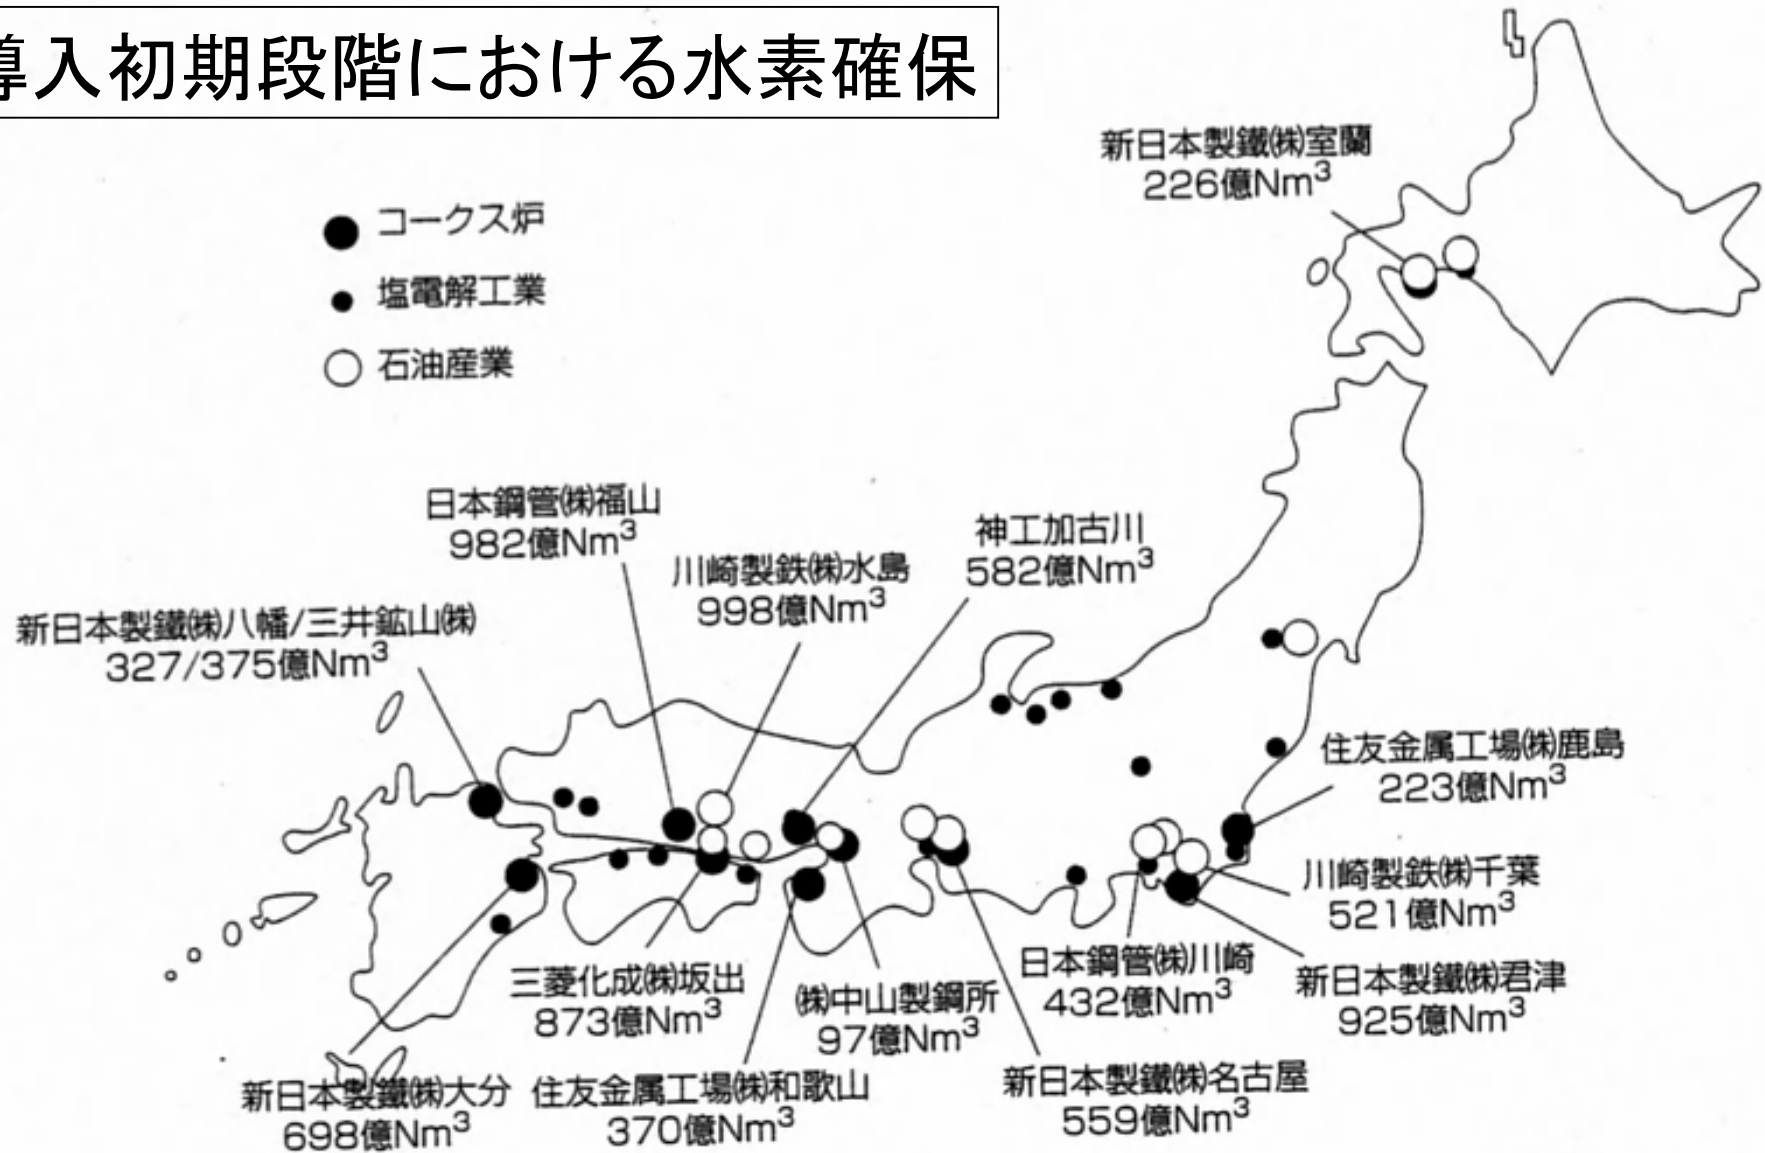 導入初期段階における水素確保
新日本製鐵㈱室蘭
226億Nm³
コークス炉
塩電解工業
石油産業
日本鋼管㈱福山
982億Nm³
神工加古川
582億Nm³
川崎製鉄㈱水島
998億Nm³
新日本製鐵㈱八幡/三井鉱山㈱
327/375億Nm³
住友金属工場㈱鹿島
223億Nm³
川崎製鉄㈱千葉
521億Nm³
日本鋼管㈱川崎
432億Nm³
新日本製鐵㈱君津
925億Nm³
三菱化成㈱坂出
873億Nm³
㈱中山製鋼所
97億Nm³
新日本製鐵㈱名古屋
559億Nm³
新日本製鐵㈱大分
698億Nm³
住友金属工場㈱和歌山
370億Nm³